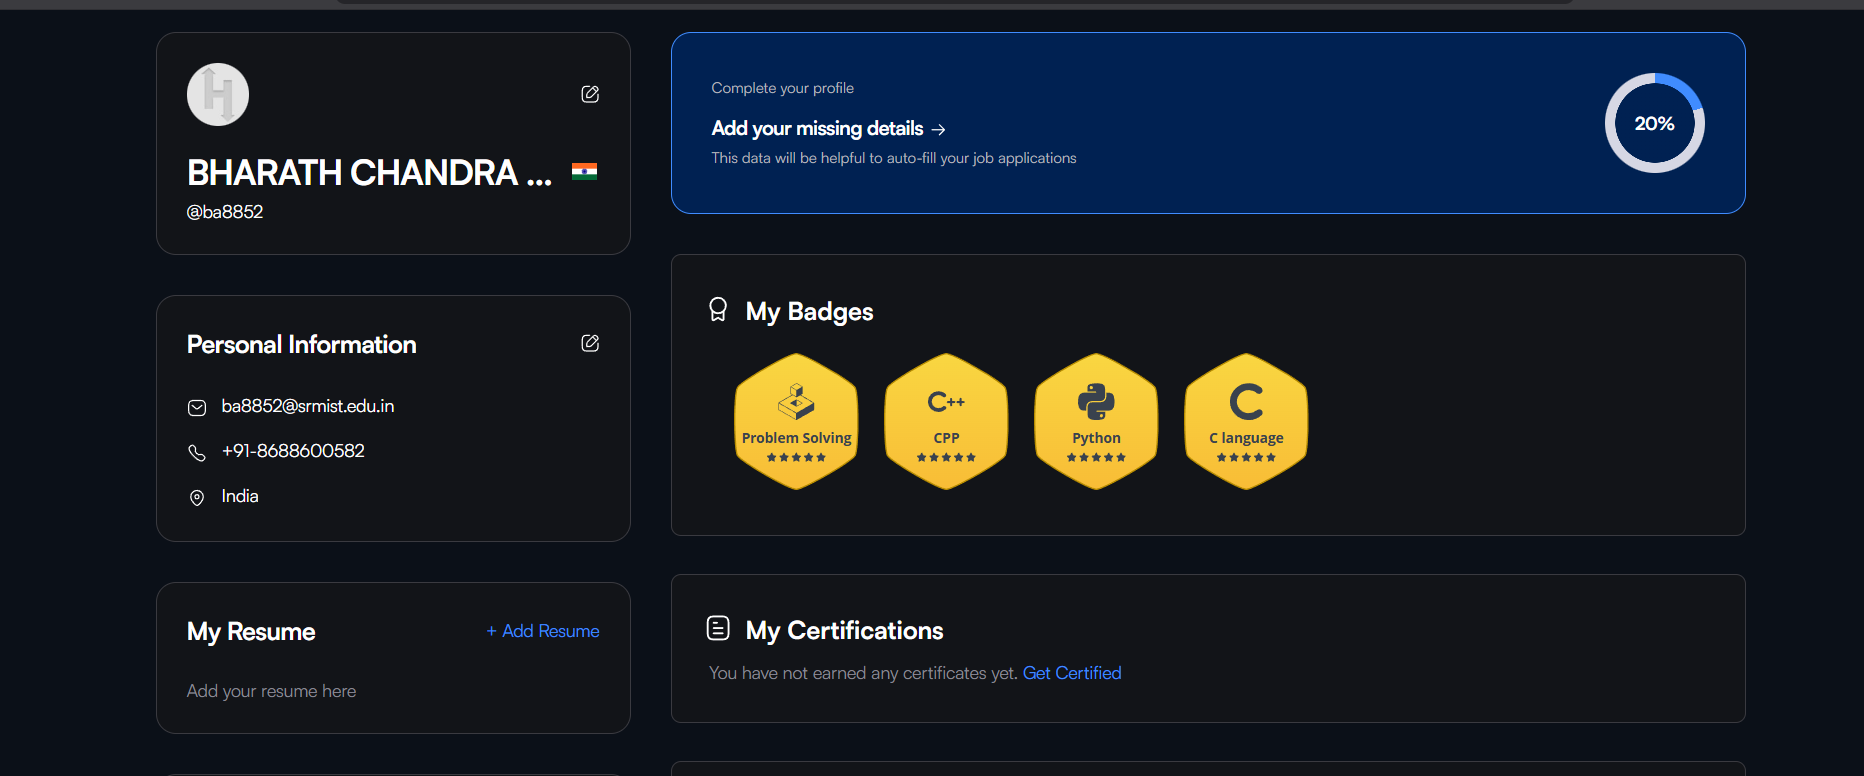 BHARATH CHANDRA ...
@ba8852
Personal Information
ba8852@srmist.edu.in
+91-8688600582
India
My Resume
+ Add Resume
Add your resume here
Complete your profile
Add your missing details →
This data will be helpful to auto-fill your job applications
20%
My Badges
Problem Solving
C++
CPP
Python
C
C language
My Certifications
You have not earned any certificates yet. Get Certified